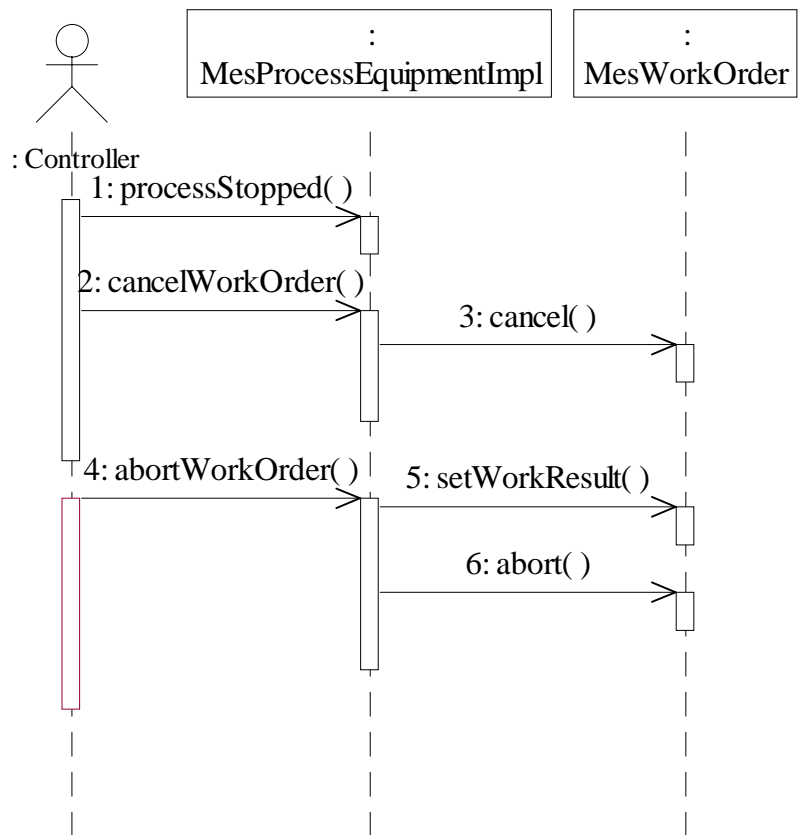 :
MesProcessEquipmentImpl
:
MesWorkOrder
: Controller
1: processStopped( )
2: cancelWorkOrder( )
3: cancel( )
4: abortWorkOrder( )
5: setWorkResult( )
6: abort( )